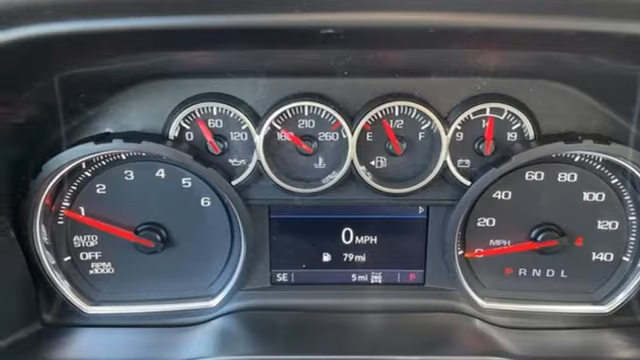 0 60 120
160 210 260
E 1/2 F
9 14 19
1 2 3 4 5 6
AUTO STOP
OFF
RPM x1000
0 MPH
79 mi
SE 5 mi P
0 20 40 60 80 100 120 140
MPH
P R N D L